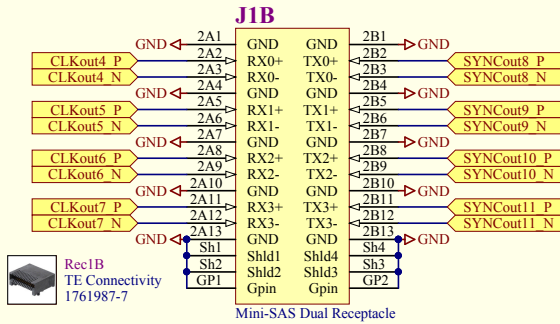 J1B
2A1 2B1
GND GND GND GND
2A2 2B2
CLKout4_P RX0+ TX0+ SYNCout8_P
2A3 2B3
CLKout4_N RX0- TX0- SYNCout8_N
2A4 2B4
GND GND GND GND
2A5 2B5
CLKout5_P RX1+ TX1+ SYNCout9_P
2A6 2B6
CLKout5_N RX1- TX1- SYNCout9_N
2A7 2B7
GND GND GND GND
2A8 2B8
CLKout6_P RX2+ TX2+ SYNCout10_P
2A9 2B9
CLKout6_N RX2- TX2- SYNCout10_N
2A10 2B10
GND GND GND GND
2A11 2B11
CLKout7_P RX3+ TX3+ SYNCout11_P
2A12 2B12
CLKout7_N RX3- TX3- SYNCout11_N
2A13 2B13
GND GND GND GND
Sh1 Sh4
Shld1 Shld4
Sh2 Sh3
Shld2 Shld3
GP1 GP2
Gpin Gpin
Rec1B
TE Connectivity
1761987-7
Mini-SAS Dual Receptacle